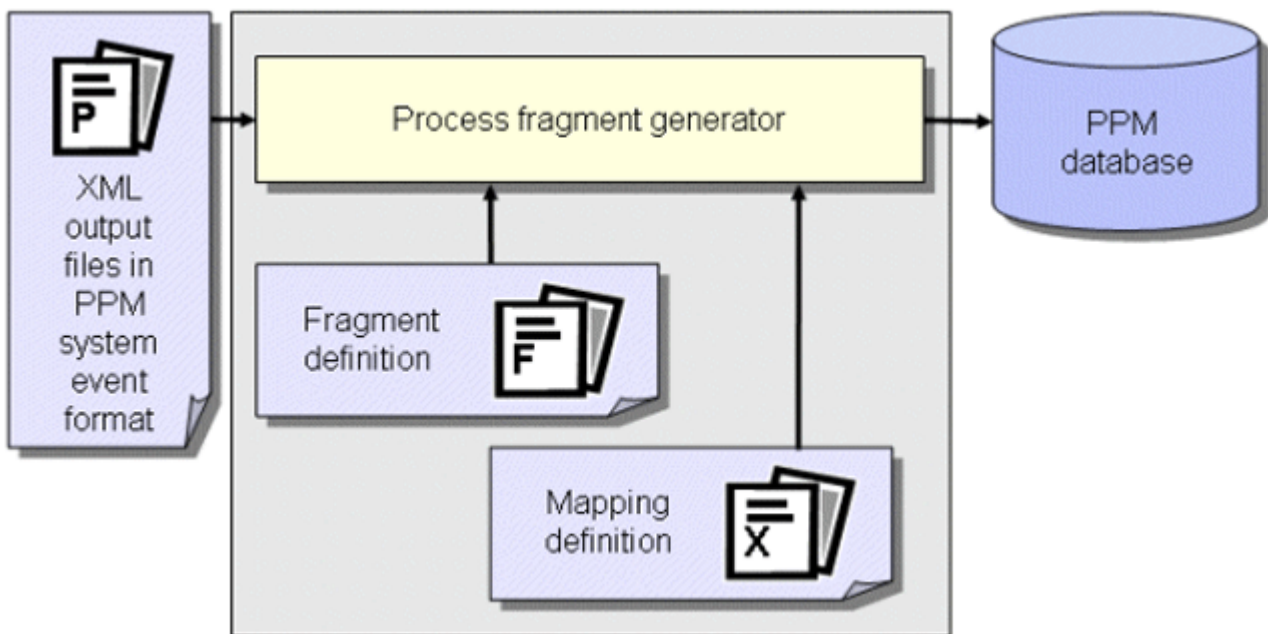 P
XML
output
files in
PPM
system
event
format
Process fragment generator
PPM
database
Fragment
definition
F
Mapping
definition
X